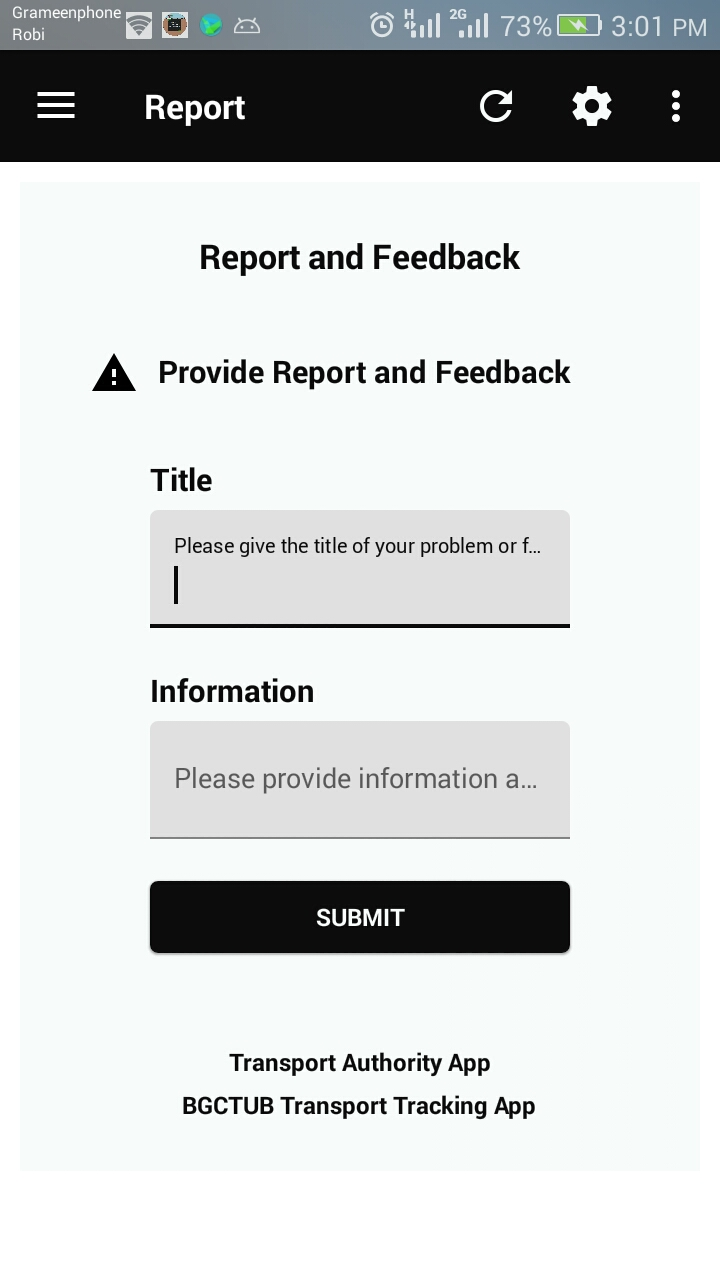 Grameenphone
Robi
H 2G 73% 3:01 PM
Report
Report and Feedback
Provide Report and Feedback
Title
Please give the title of your problem or f...
Information
Please provide information a...
SUBMIT
Transport Authority App
BGCTUB Transport Tracking App